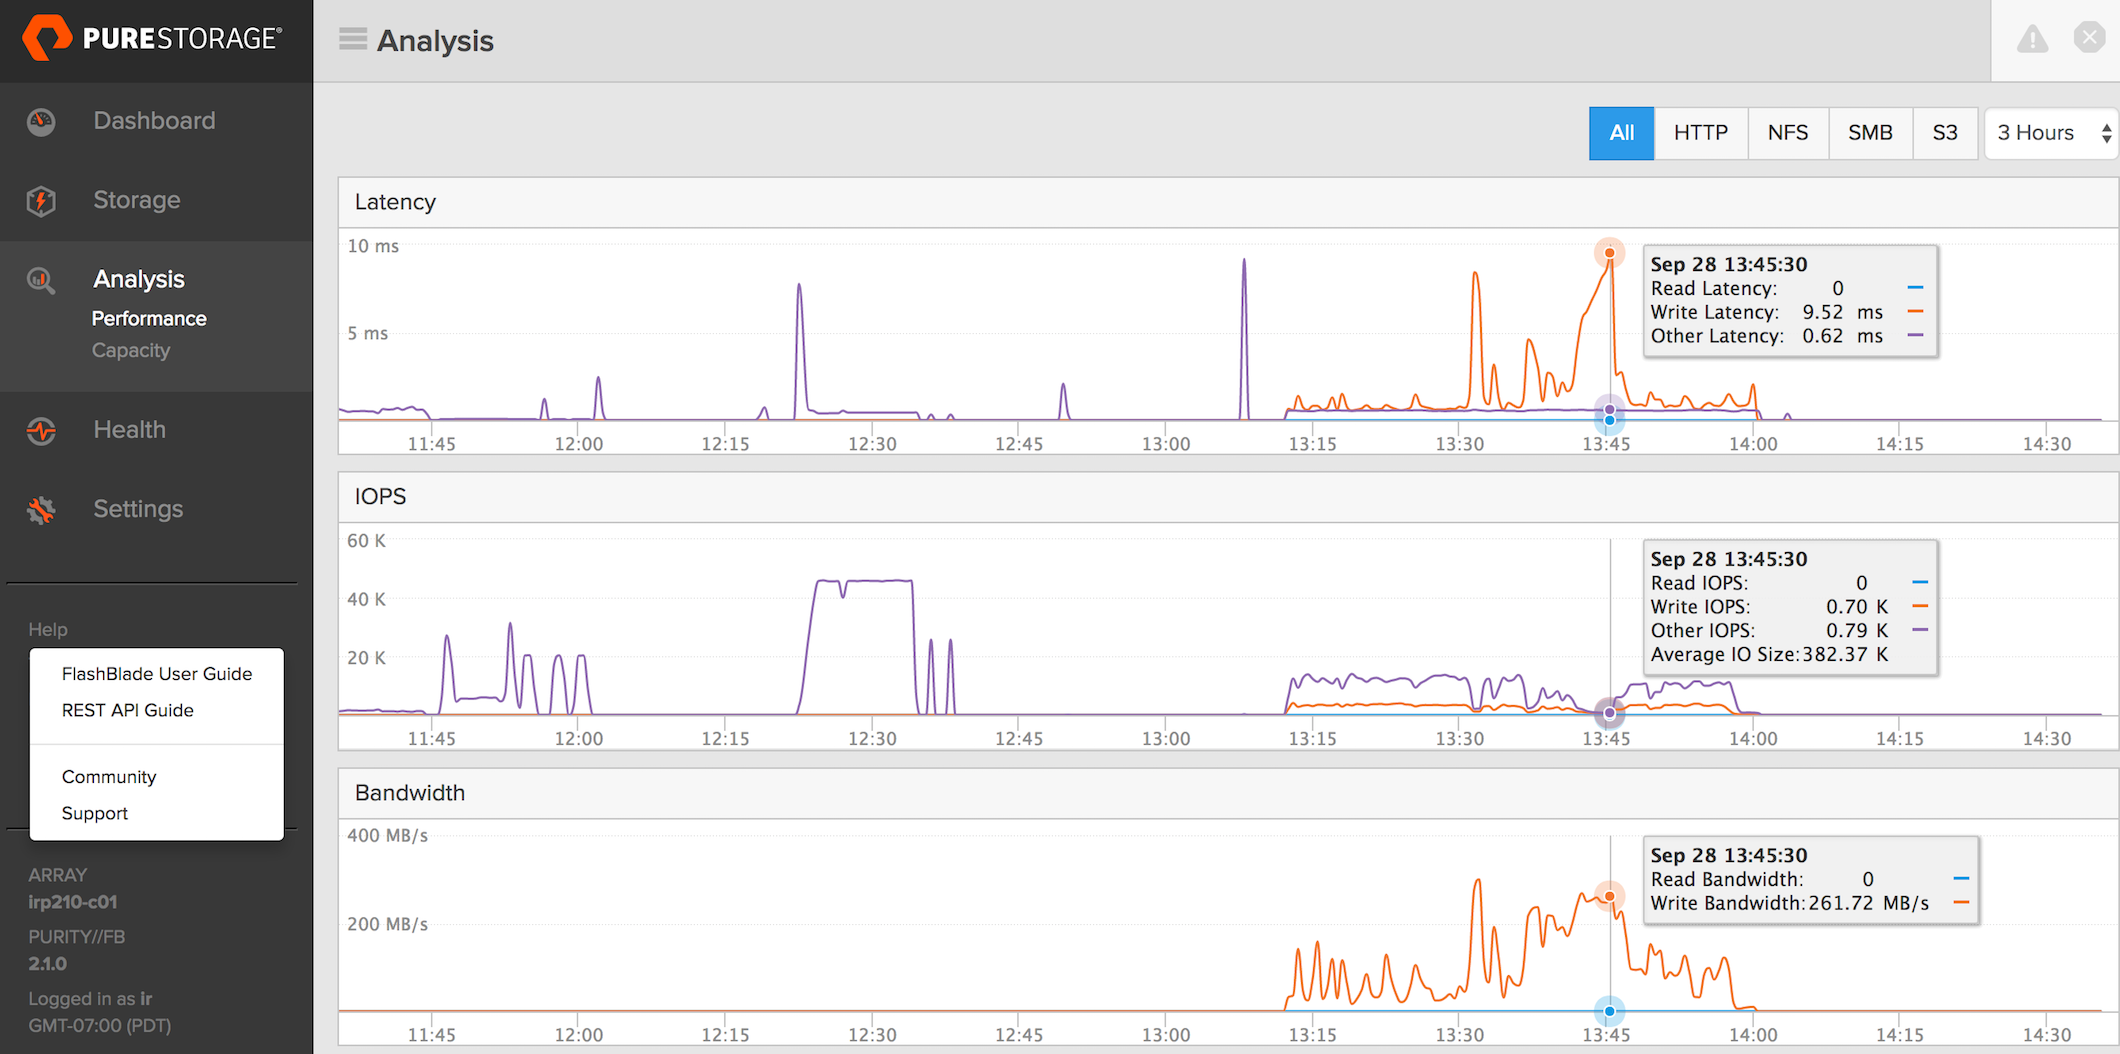 PURESTORAGE®
Analysis
Dashboard
Storage
Analysis
Performance
Capacity
Health
Settings
Help
FlashBlade User Guide
REST API Guide
Community
Support
ARRAY
irp210-c01
PURITY//FB
2.1.0
Logged in as ir
GMT-07:00 (PDT)
All HTTP NFS SMB S3 3 Hours
Latency
10 ms
5 ms
Sep 28 13:45:30
Read Latency: 0
Write Latency: 9.52 ms
Other Latency: 0.62 ms
11:45 12:00 12:15 12:30 12:45 13:00 13:15 13:30 13:45 14:00 14:15 14:30
IOPS
60 K
40 K
20 K
Sep 28 13:45:30
Read IOPS: 0
Write IOPS: 0.70 K
Other IOPS: 0.79 K
Average IO Size:382.37 K
11:45 12:00 12:15 12:30 12:45 13:00 13:15 13:30 13:45 14:00 14:15 14:30
Bandwidth
400 MB/s
200 MB/s
Sep 28 13:45:30
Read Bandwidth: 0
Write Bandwidth:261.72 MB/s
11:45 12:00 12:15 12:30 12:45 13:00 13:15 13:30 13:45 14:00 14:15 14:30